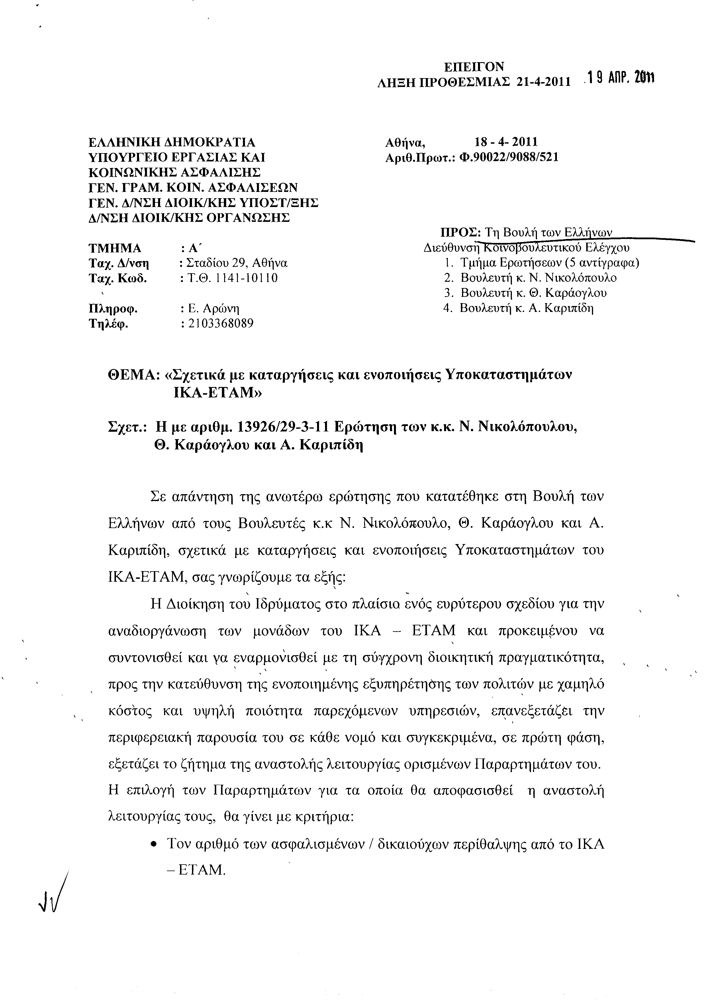 ΕΠΕΙΓΟΝ
ΛΗΞΗ ΠΡΟΘΕΣΜΙΑΣ 21-4-2011
19 ΑΠΡ. 2011
ΕΛΛΗΝΙΚΗ ΔΗΜΟΚΡΑΤΙΑ
ΥΠΟΥΡΓΕΙΟ ΕΡΓΑΣΙΑΣ ΚΑΙ
ΚΟΙΝΩΝΙΚΗΣ ΑΣΦΑΛΙΣΗΣ
ΓΕΝ. ΓΡΑΜ. ΚΟΙΝ. ΑΣΦΑΛΙΣΕΩΝ
ΓΕΝ. Δ/ΝΣΗ ΔΙΟΙΚ/ΚΗΣ ΥΠΟΣΤ/ΞΗΣ
Δ/ΝΣΗ ΔΙΟΙΚ/ΚΗΣ ΟΡΓΑΝΩΣΗΣ
ΤΜΗΜΑ : Α΄
Ταχ. Δ/νση : Σταδίου 29, Αθήνα
Ταχ. Κωδ. : Τ.Θ. 1141-10110
Πληροφ. : Ε. Αρώνη
Τηλέφ. : 2103368089
Αθήνα, 18 - 4- 2011
Αριθ.Πρωτ.: Φ.90022/9088/521
ΠΡΟΣ: Τη Βουλή των Ελλήνων
Διεύθυνση Κοινοβουλευτικού Ελέγχου
1. Τμήμα Ερωτήσεων (5 αντίγραφα)
2. Βουλευτή κ. Ν. Νικολόπουλο
3. Βουλευτή κ. Θ. Καράογλου
4. Βουλευτή κ. Α. Καριπίδη
ΘΕΜΑ: «Σχετικά με καταργήσεις και ενοποιήσεις Υποκαταστημάτων
ΙΚΑ-ΕΤΑΜ»
Σχετ.: Η με αριθμ. 13926/29-3-11 Ερώτηση των κ.κ. Ν. Νικολόπουλου,
Θ. Καράογλου και Α. Καριπίδη
Σε απάντηση της ανωτέρω ερώτησης που κατατέθηκε στη Βουλή των
Ελλήνων από τους Βουλευτές κ.κ Ν. Νικολόπουλο, Θ. Καράογλου και Α.
Καριπίδη, σχετικά με καταργήσεις και ενοποιήσεις Υποκαταστημάτων του
ΙΚΑ-ΕΤΑΜ, σας γνωρίζουμε τα εξής:
Η Διοίκηση του Ιδρύματος στο πλαίσιο ενός ευρύτερου σχεδίου για την
αναδιοργάνωση των μονάδων του ΙΚΑ – ΕΤΑΜ και προκειμένου να
συντονισθεί και να εναρμονισθεί με τη σύγχρονη διοικητική πραγματικότητα,
προς την κατεύθυνση της ενοποιημένης εξυπηρέτησης των πολιτών με χαμηλό
κόστος και υψηλή ποιότητα παρεχόμενων υπηρεσιών, επανεξετάζει την
περιφερειακή παρουσία του σε κάθε νομό και συγκεκριμένα, σε πρώτη φάση,
εξετάζει το ζήτημα της αναστολής λειτουργίας ορισμένων Παραρτημάτων του.
Η επιλογή των Παραρτημάτων για τα οποία θα αποφασισθεί η αναστολή
λειτουργίας τους, θα γίνει με κριτήρια:
• Τον αριθμό των ασφαλισμένων / δικαιούχων περίθαλψης από το ΙΚΑ
– ΕΤΑΜ.